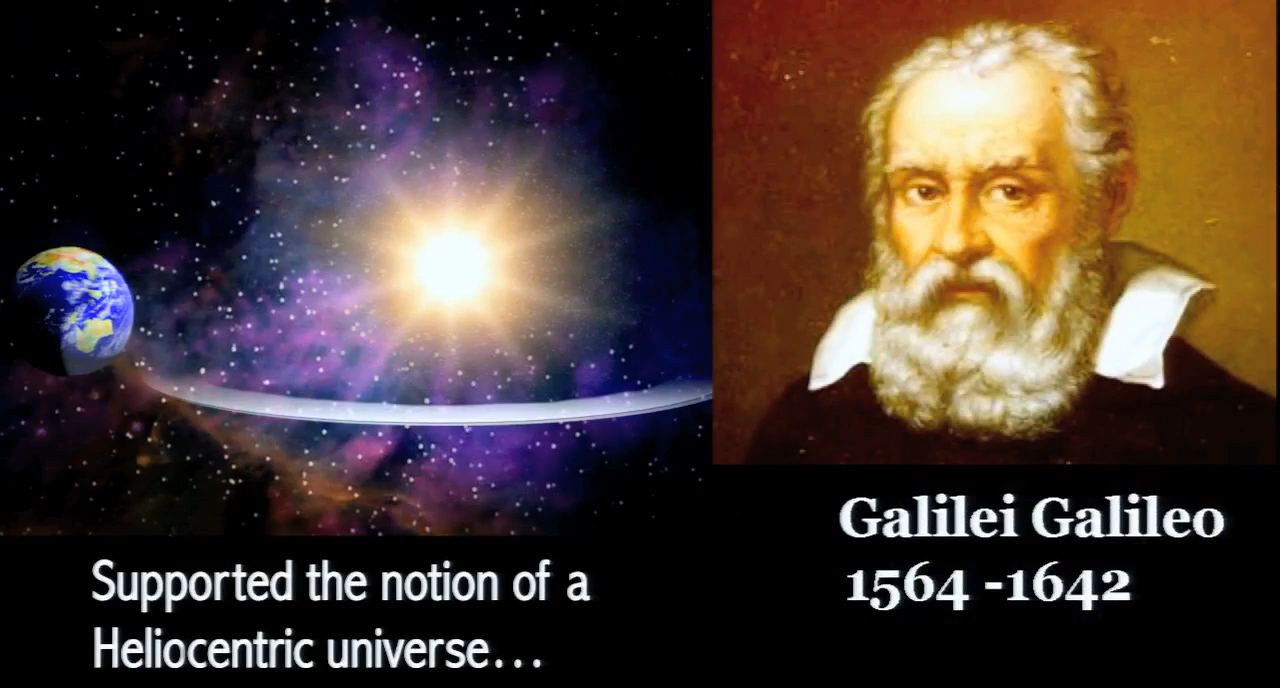 Supported the notion of a
Heliocentric universe...
Galilei Galileo
1564 -1642